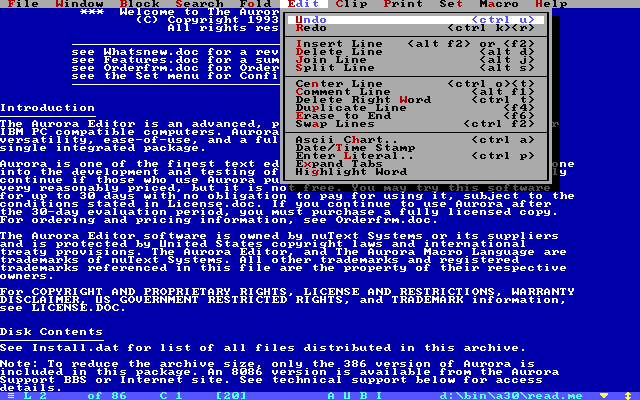 File Window Block Search Fold Edit Clip Print Set Macro Help
*** Welcome to The Auror
(C) Copyright 1993
All rights res
see Whatsnew.doc for a rev
see Features.doc for a summ
see Orderfrm.doc for Order
see the Set menu for Confi
Undo <ctrl u>
Redo <ctrl k><r>
Insert Line <alt f2> or <f2>
Delete Line <alt d>
Join Line <alt j>
Split Line <alt s>
Center Line <ctrl o><t>
Comment Line <alt f1>
Delete Right Word <ctrl t>
Duplicate Line <f4>
Erase to End <f6>
Swap Lines <ctrl f2>
Ascii Chart.. <ctrl a>
Date/Time Stamp
Enter Literal.. <ctrl p>
Expand Tabs
Highlight Word
Introduction
The Aurora Editor is an advanced, p
IBM PC compatible computers. Aurora
versatility, ease-of-use, and a ful
single integrated package.
Aurora is one of the finest text ed
into the development and testing of
continue if those who use Aurora pu
very reasonably priced, but it is not free. You may try this software
for up to 30 days with no obligation to pay for using it, subject to the
conditions stated in License.doc. If you continue to use Aurora after
the 30-day evaluation period, you must purchase a fully licensed copy.
For ordering and pricing information, see Orderfrm.doc.
The Aurora Editor software is owned by nuText Systems or its suppliers
and is protected by United States copyright laws and international
treaty provisions. The Aurora Editor, and The Aurora Macro Language are
trademarks of nuText Systems. All other trademarks and registered
trademarks referenced in this file are the property of their respective
owners.
For COPYRIGHT AND PROPRIETARY RIGHTS, LICENSE AND RESTRICTIONS, WARRANTY
DISCLAIMER, US GOVERNMENT RESTRICTED RIGHTS, and TRADEMARK information,
see LICENSE.DOC.
Disk Contents
See Install.dat for list of all files distributed in this archive.
Note: To reduce the archive size, only the 386 version of Aurora is
included in this package. An 8086 version is available from the Aurora
Support BBS or Internet site. See technical support below for access
details.
≡ L 2 of 86 C 1 [20] A U B I d:\bin\a30\read.me